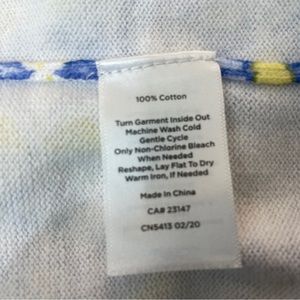 100% Cotton
Turn Garment Inside Out
Machine Wash Cold
Gentle Cycle
Only Non-Chlorine Bleach
When Needed
Reshape, Lay Flat To Dry
Warm Iron, If Needed
Made In China
CA# 23147
CN5413 02/20